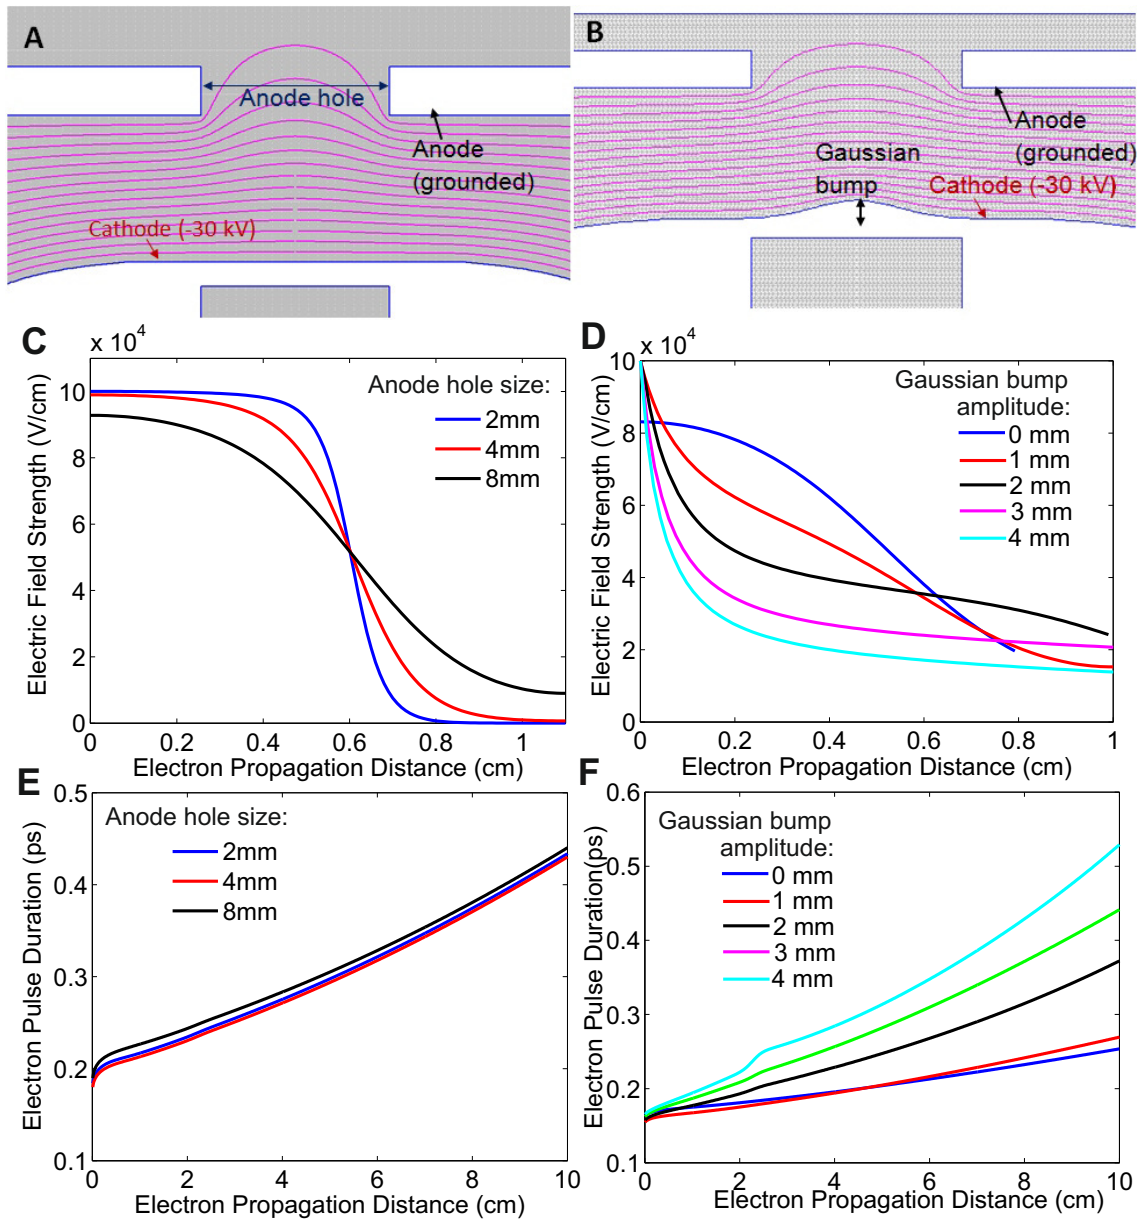 A
Anode hole
Anode
(grounded)
Cathode (-30 kV)
B
Gaussian
bump
Anode
(grounded)
Cathode (-30 kV)
C
x 10⁴
Electric Field Strength (V/cm)
10
8
6
4
2
0
0 0.2 0.4 0.6 0.8 1
Electron Propagation Distance (cm)
Anode hole size:
2mm
4mm
8mm
D
x 10⁴
Electric Field Strength (V/cm)
10
8
6
4
2
0
0 0.2 0.4 0.6 0.8 1
Electron Propagation Distance (cm)
Gaussian bump
amplitude:
0 mm
1 mm
2 mm
3 mm
4 mm
E
Electron Pulse Duration (ps)
0.5
0.4
0.3
0.2
0.1
0 2 4 6 8 10
Electron Propagation Distance (cm)
Anode hole size:
2mm
4mm
8mm
F
Electron Pulse Duration(ps)
0.6
0.5
0.4
0.3
0.2
0.1
0 2 4 6 8 10
Electron Propagation Distance (cm)
Gaussian bump
amplitude:
0 mm
1 mm
2 mm
3 mm
4 mm